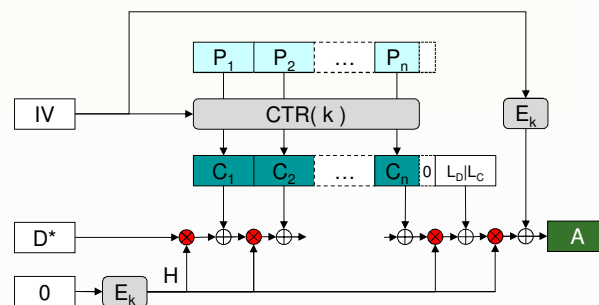 P1 P2 … Pn
IV
CTR( k )
Ek
C1 C2 … Cn 0 LD|LC
D*
A
H
0
Ek